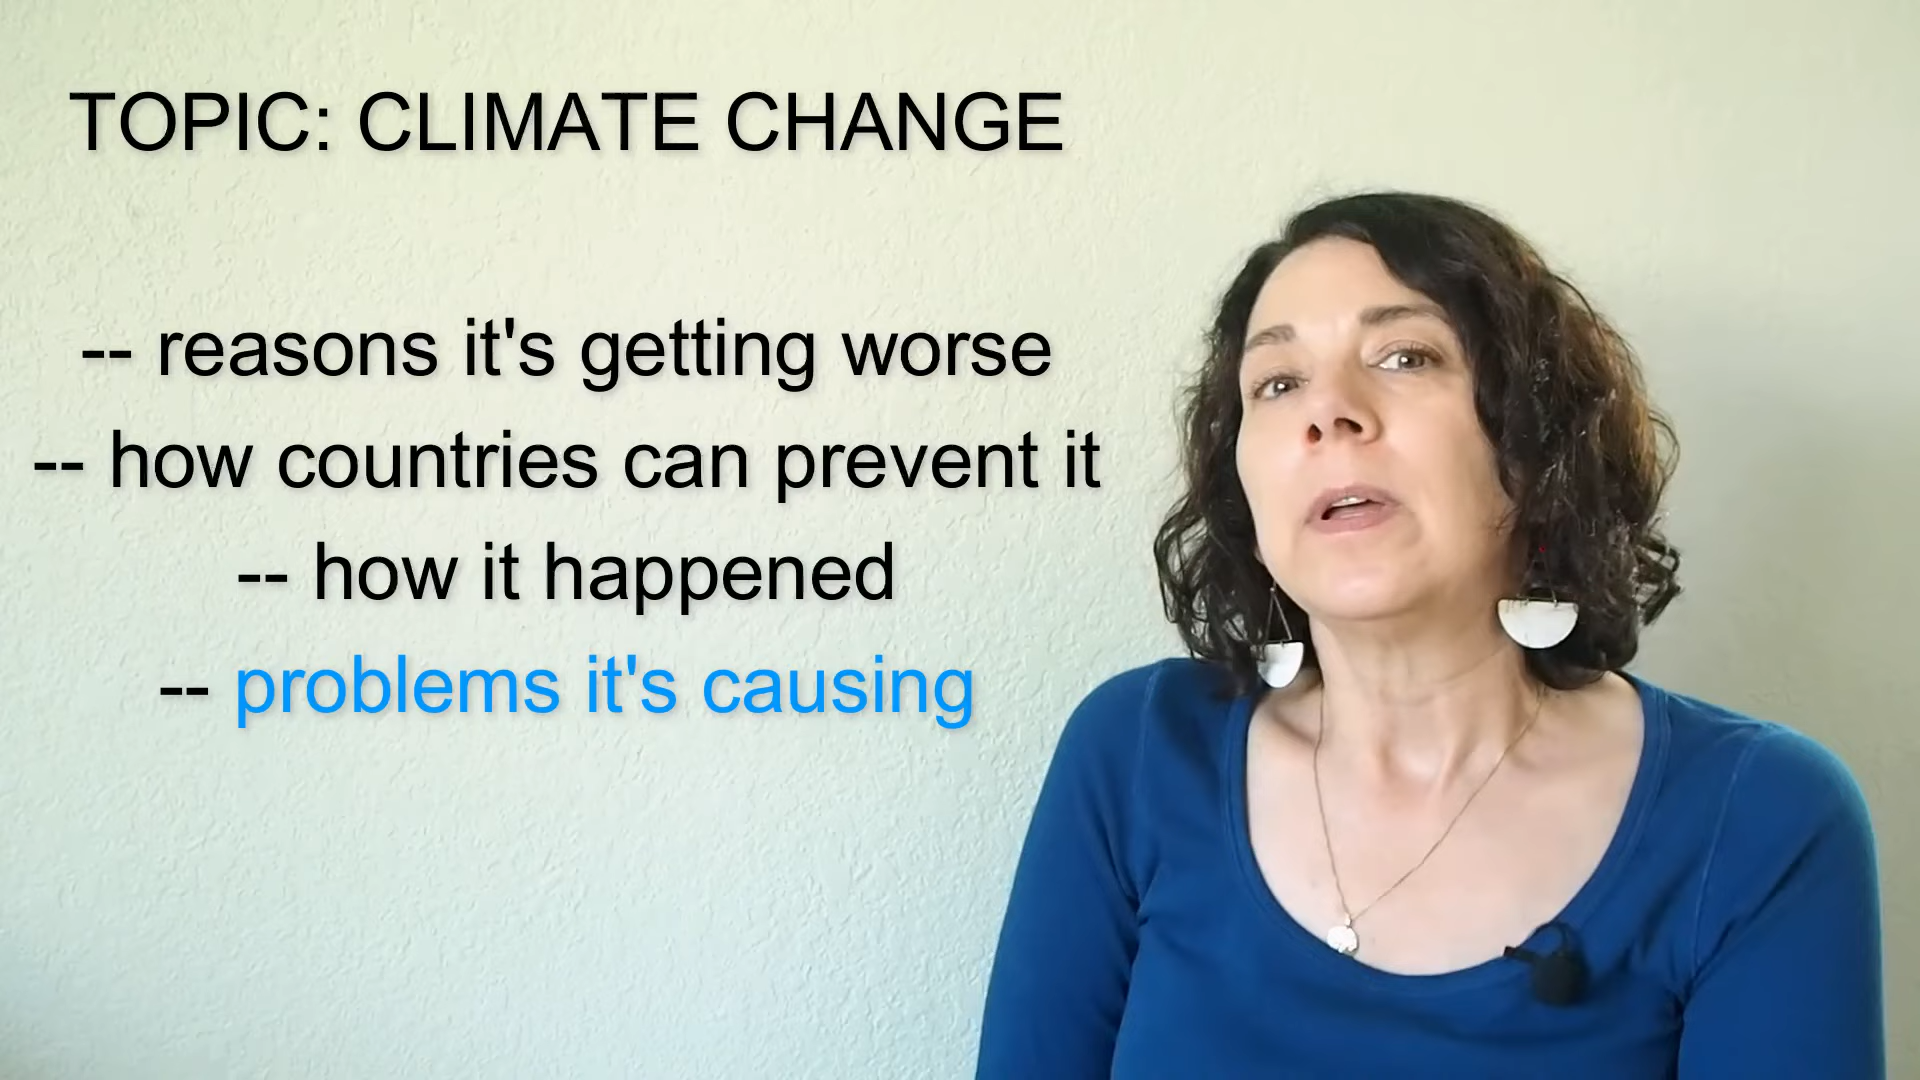 TOPIC: CLIMATE CHANGE
-- reasons it's getting worse
-- how countries can prevent it
-- how it happened
-- problems it's causing